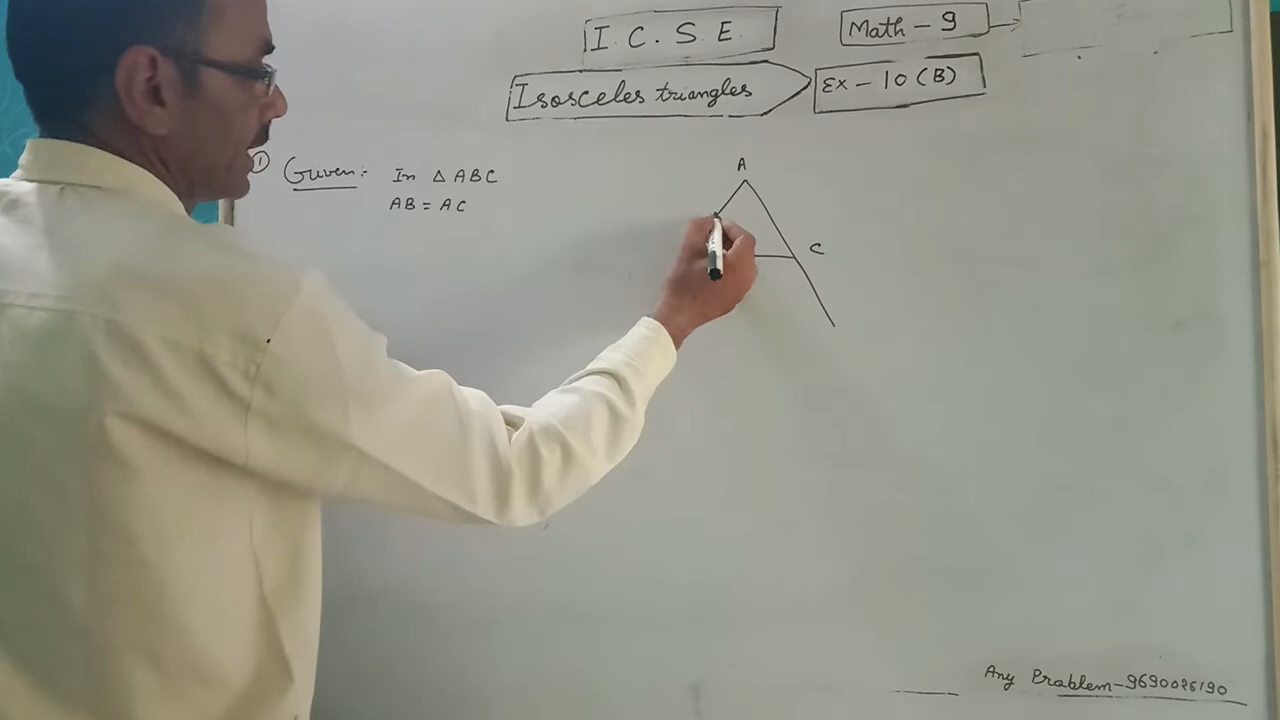 I.C.S.E.
Math - 9
Isosceles triangles
Ex - 10 (B)
① Given:- In △ ABC
AB = AC
A
C
Any Problem-9690026190